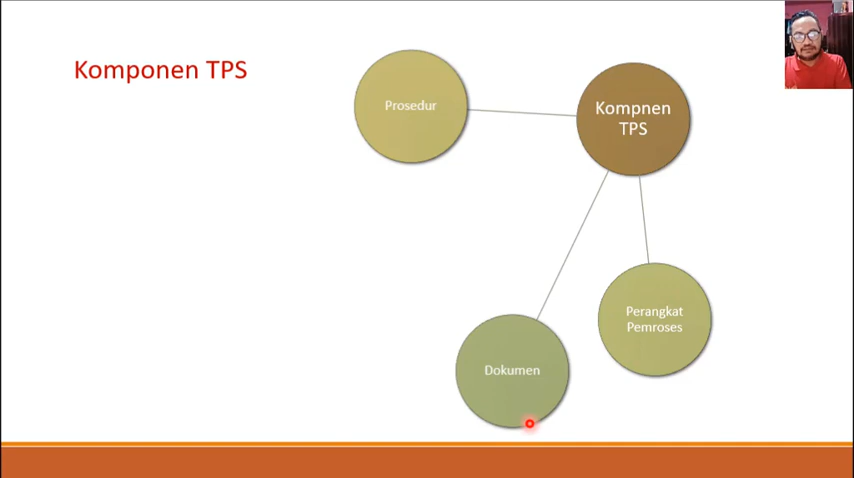 Komponen TPS
Prosedur
Kompnen
TPS
Perangkat
Pemroses
Dokumen